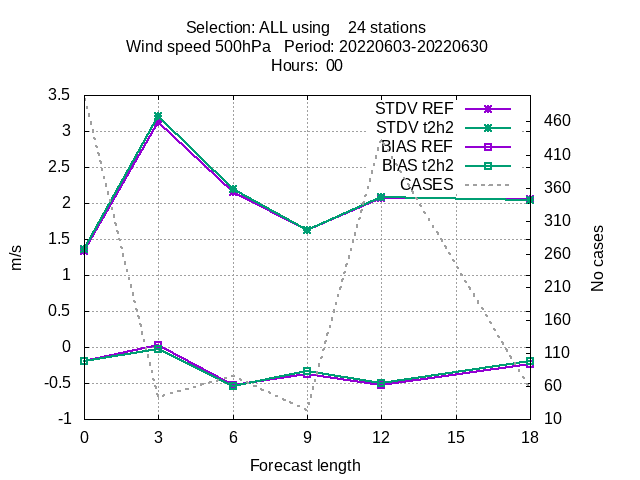 Selection: ALL using    24 stations
Wind speed 500hPa   Period: 20220603-20220630
Hours:  00
STDV REF
STDV t2h2
BIAS REF
BIAS t2h2
CASES
3.5
3
2.5
2
1.5
1
0.5
0
-0.5
-1
m/s
460
410
360
310
260
210
160
110
60
10
No cases
0 3 6 9 12 15 18
Forecast length